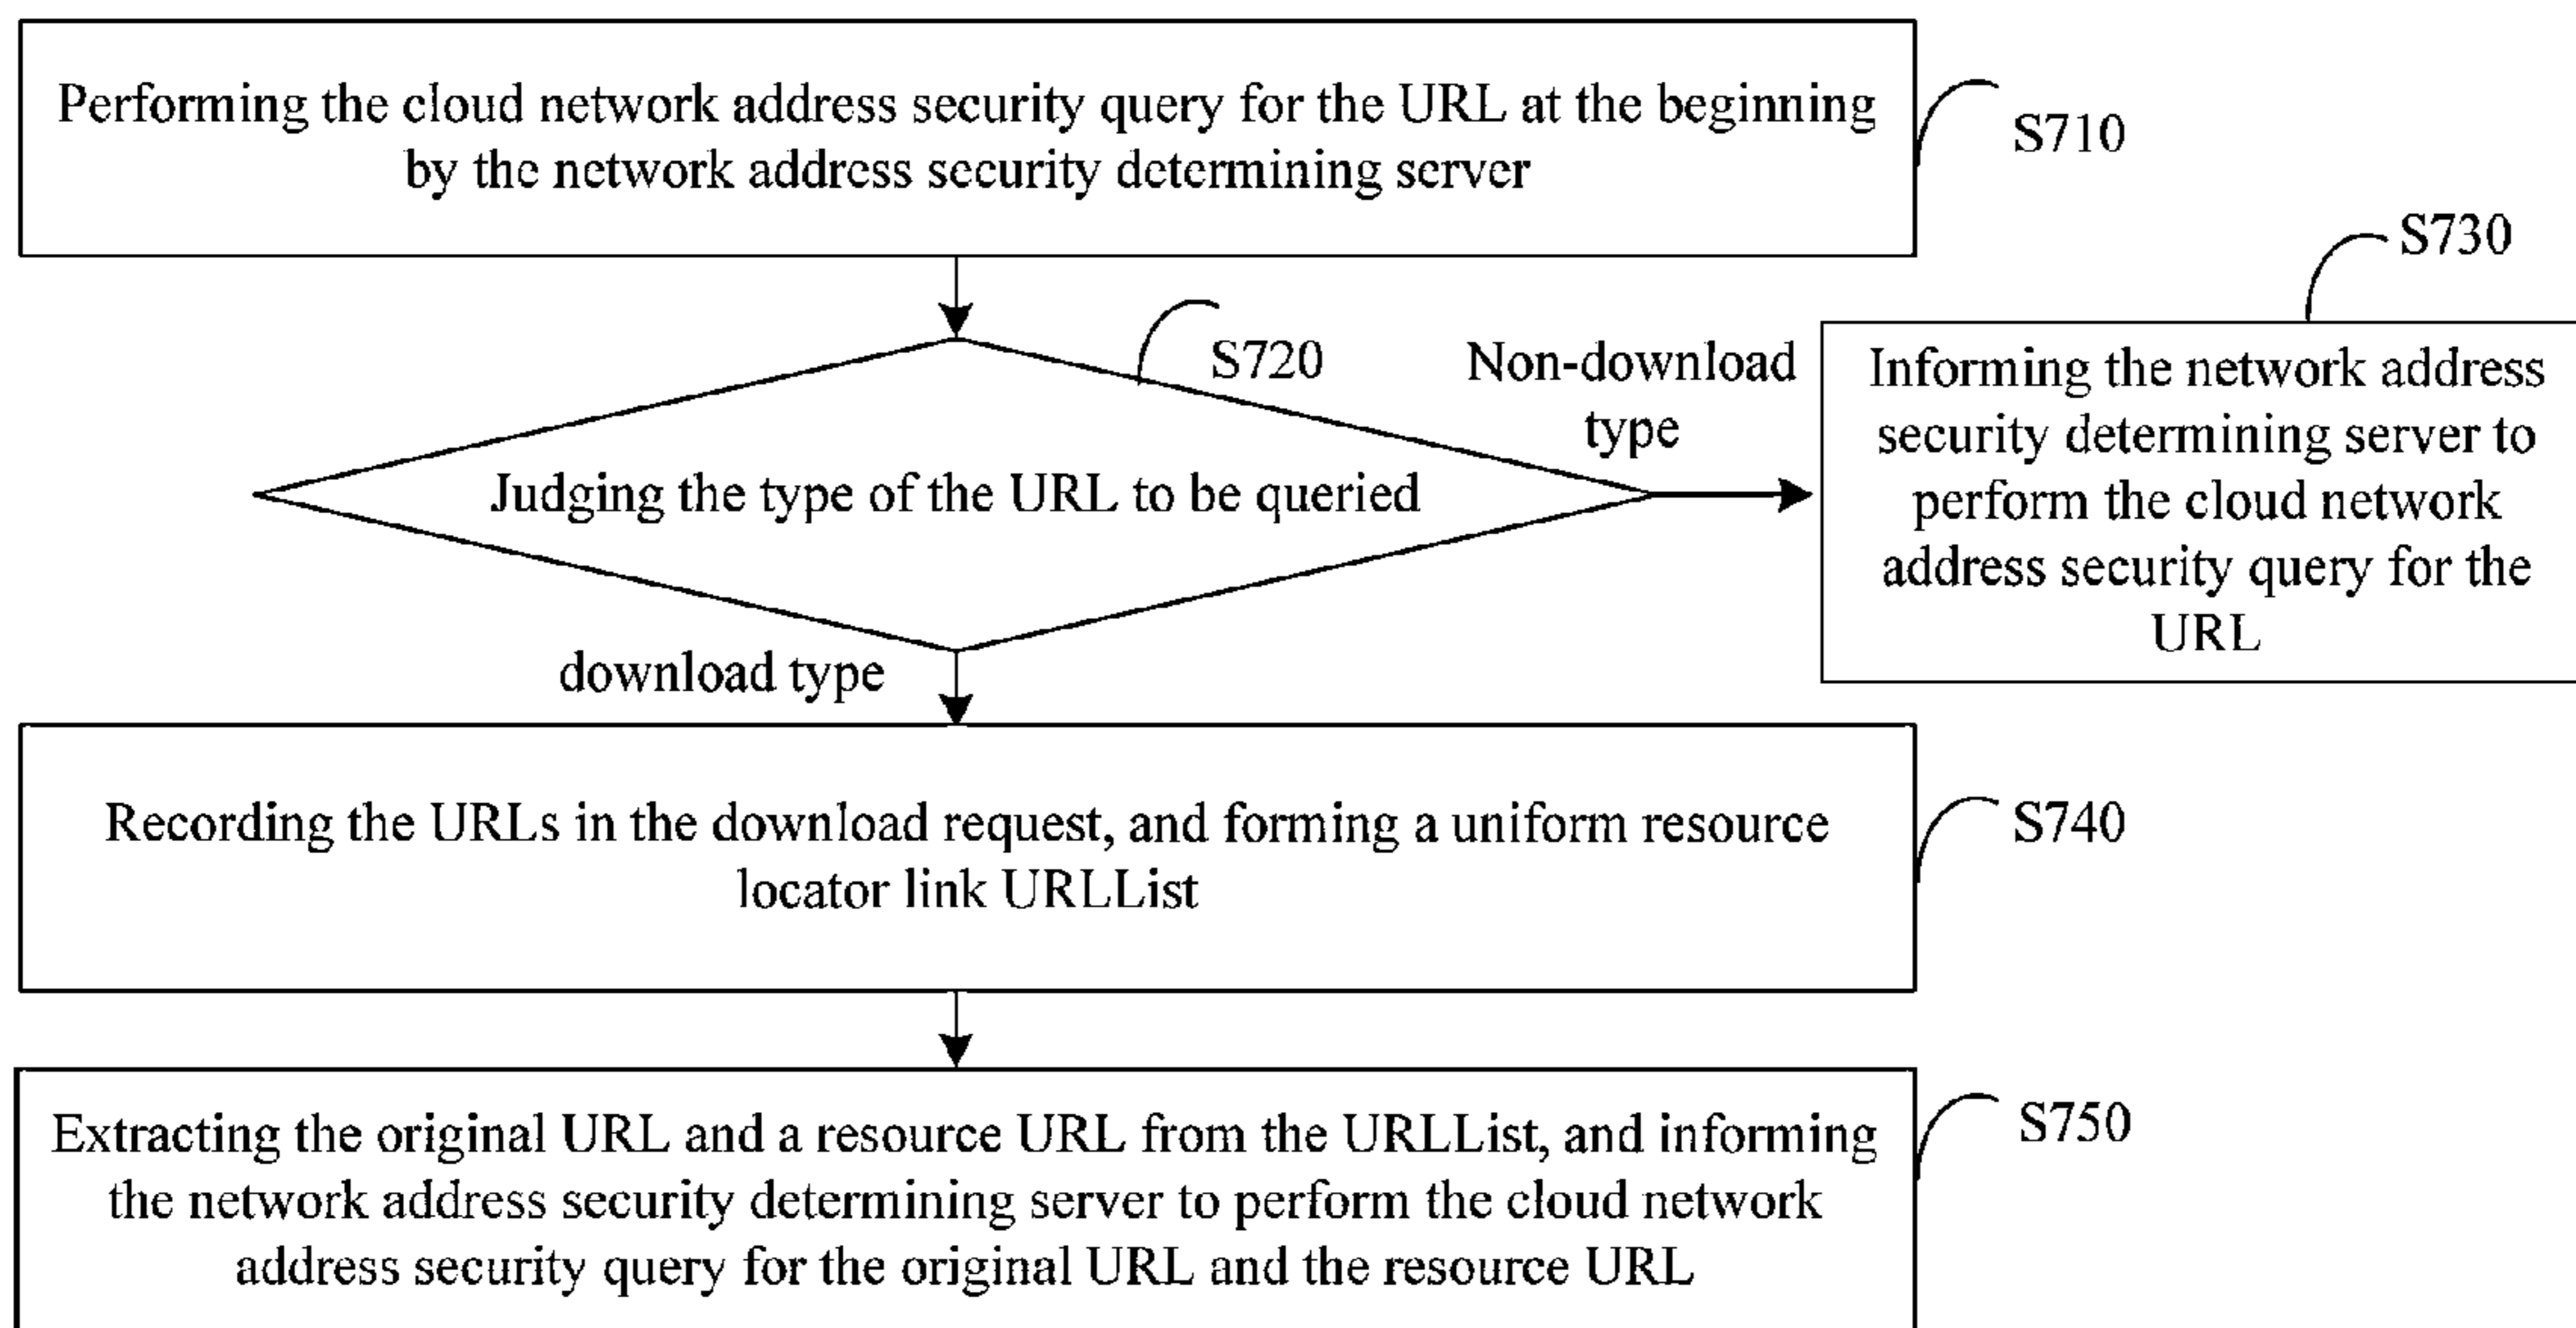 Performing the cloud network address security query for the URL at the beginning
by the network address security determining server
S710
S730
S720
Non-download
type
Informing the network address
security determining server to
perform the cloud network
address security query for the
URL
Judging the type of the URL to be queried
download type
Recording the URLs in the download request, and forming a uniform resource
locator link URLList
S740
Extracting the original URL and a resource URL from the URLList, and informing
the network address security determining server to perform the cloud network
address security query for the original URL and the resource URL
S750